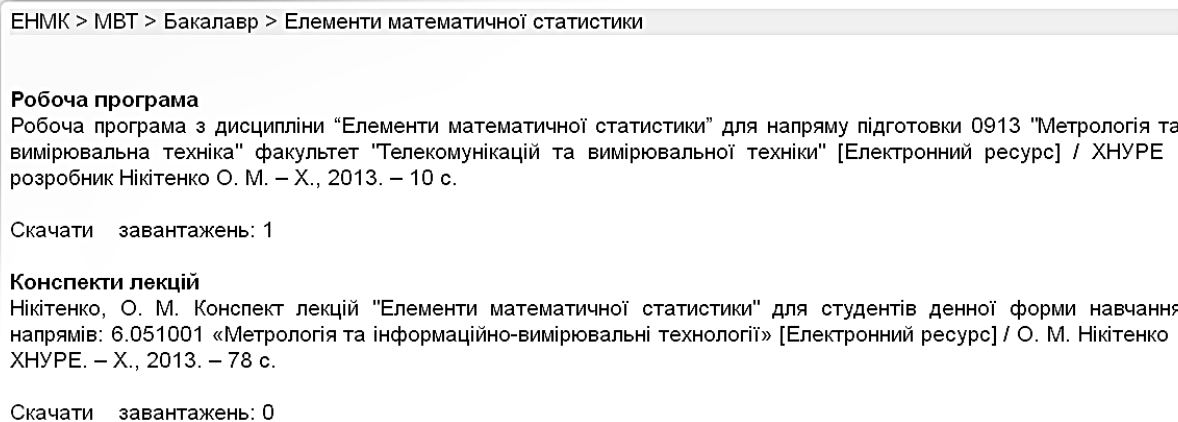 ЕНМК > МВТ > Бакалавр > Елементи математичної статистики
Робоча програма
Робоча програма з дисципліни “Елементи математичної статистики” для напряму підготовки 0913 "Метрологія та
вимірювальна техніка" факультет "Телекомунікацій та вимірювальної техніки" [Електронний ресурс] / ХНУРЕ
розробник Нікітенко О. М. – Х., 2013. – 10 с.
Скачати завантажень: 1
Конспекти лекцій
Нікітенко, О. М. Конспект лекцій "Елементи математичної статистики" для студентів денної форми навчання
напрямів: 6.051001 «Метрологія та інформаційно-вимірювальні технології» [Електронний ресурс] / О. М. Нікітенко
ХНУРЕ. – Х., 2013. – 78 с.
Скачати завантажень: 0